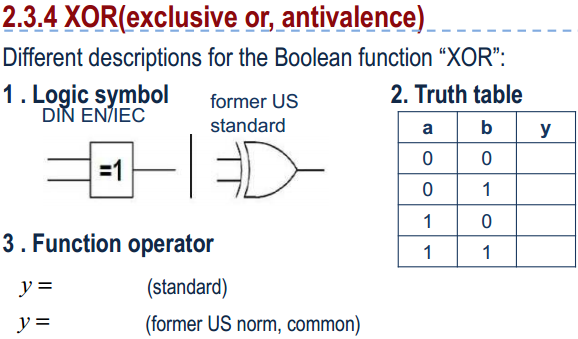 2.3.4 XOR(exclusive or, antivalence)
Different descriptions for the Boolean function “XOR”:
1 . Logic symbol
DIN EN/IEC
former US
standard
=1
2. Truth table
a b y
0 0
0 1
1 0
1 1
3 . Function operator
y = (standard)
y = (former US norm, common)